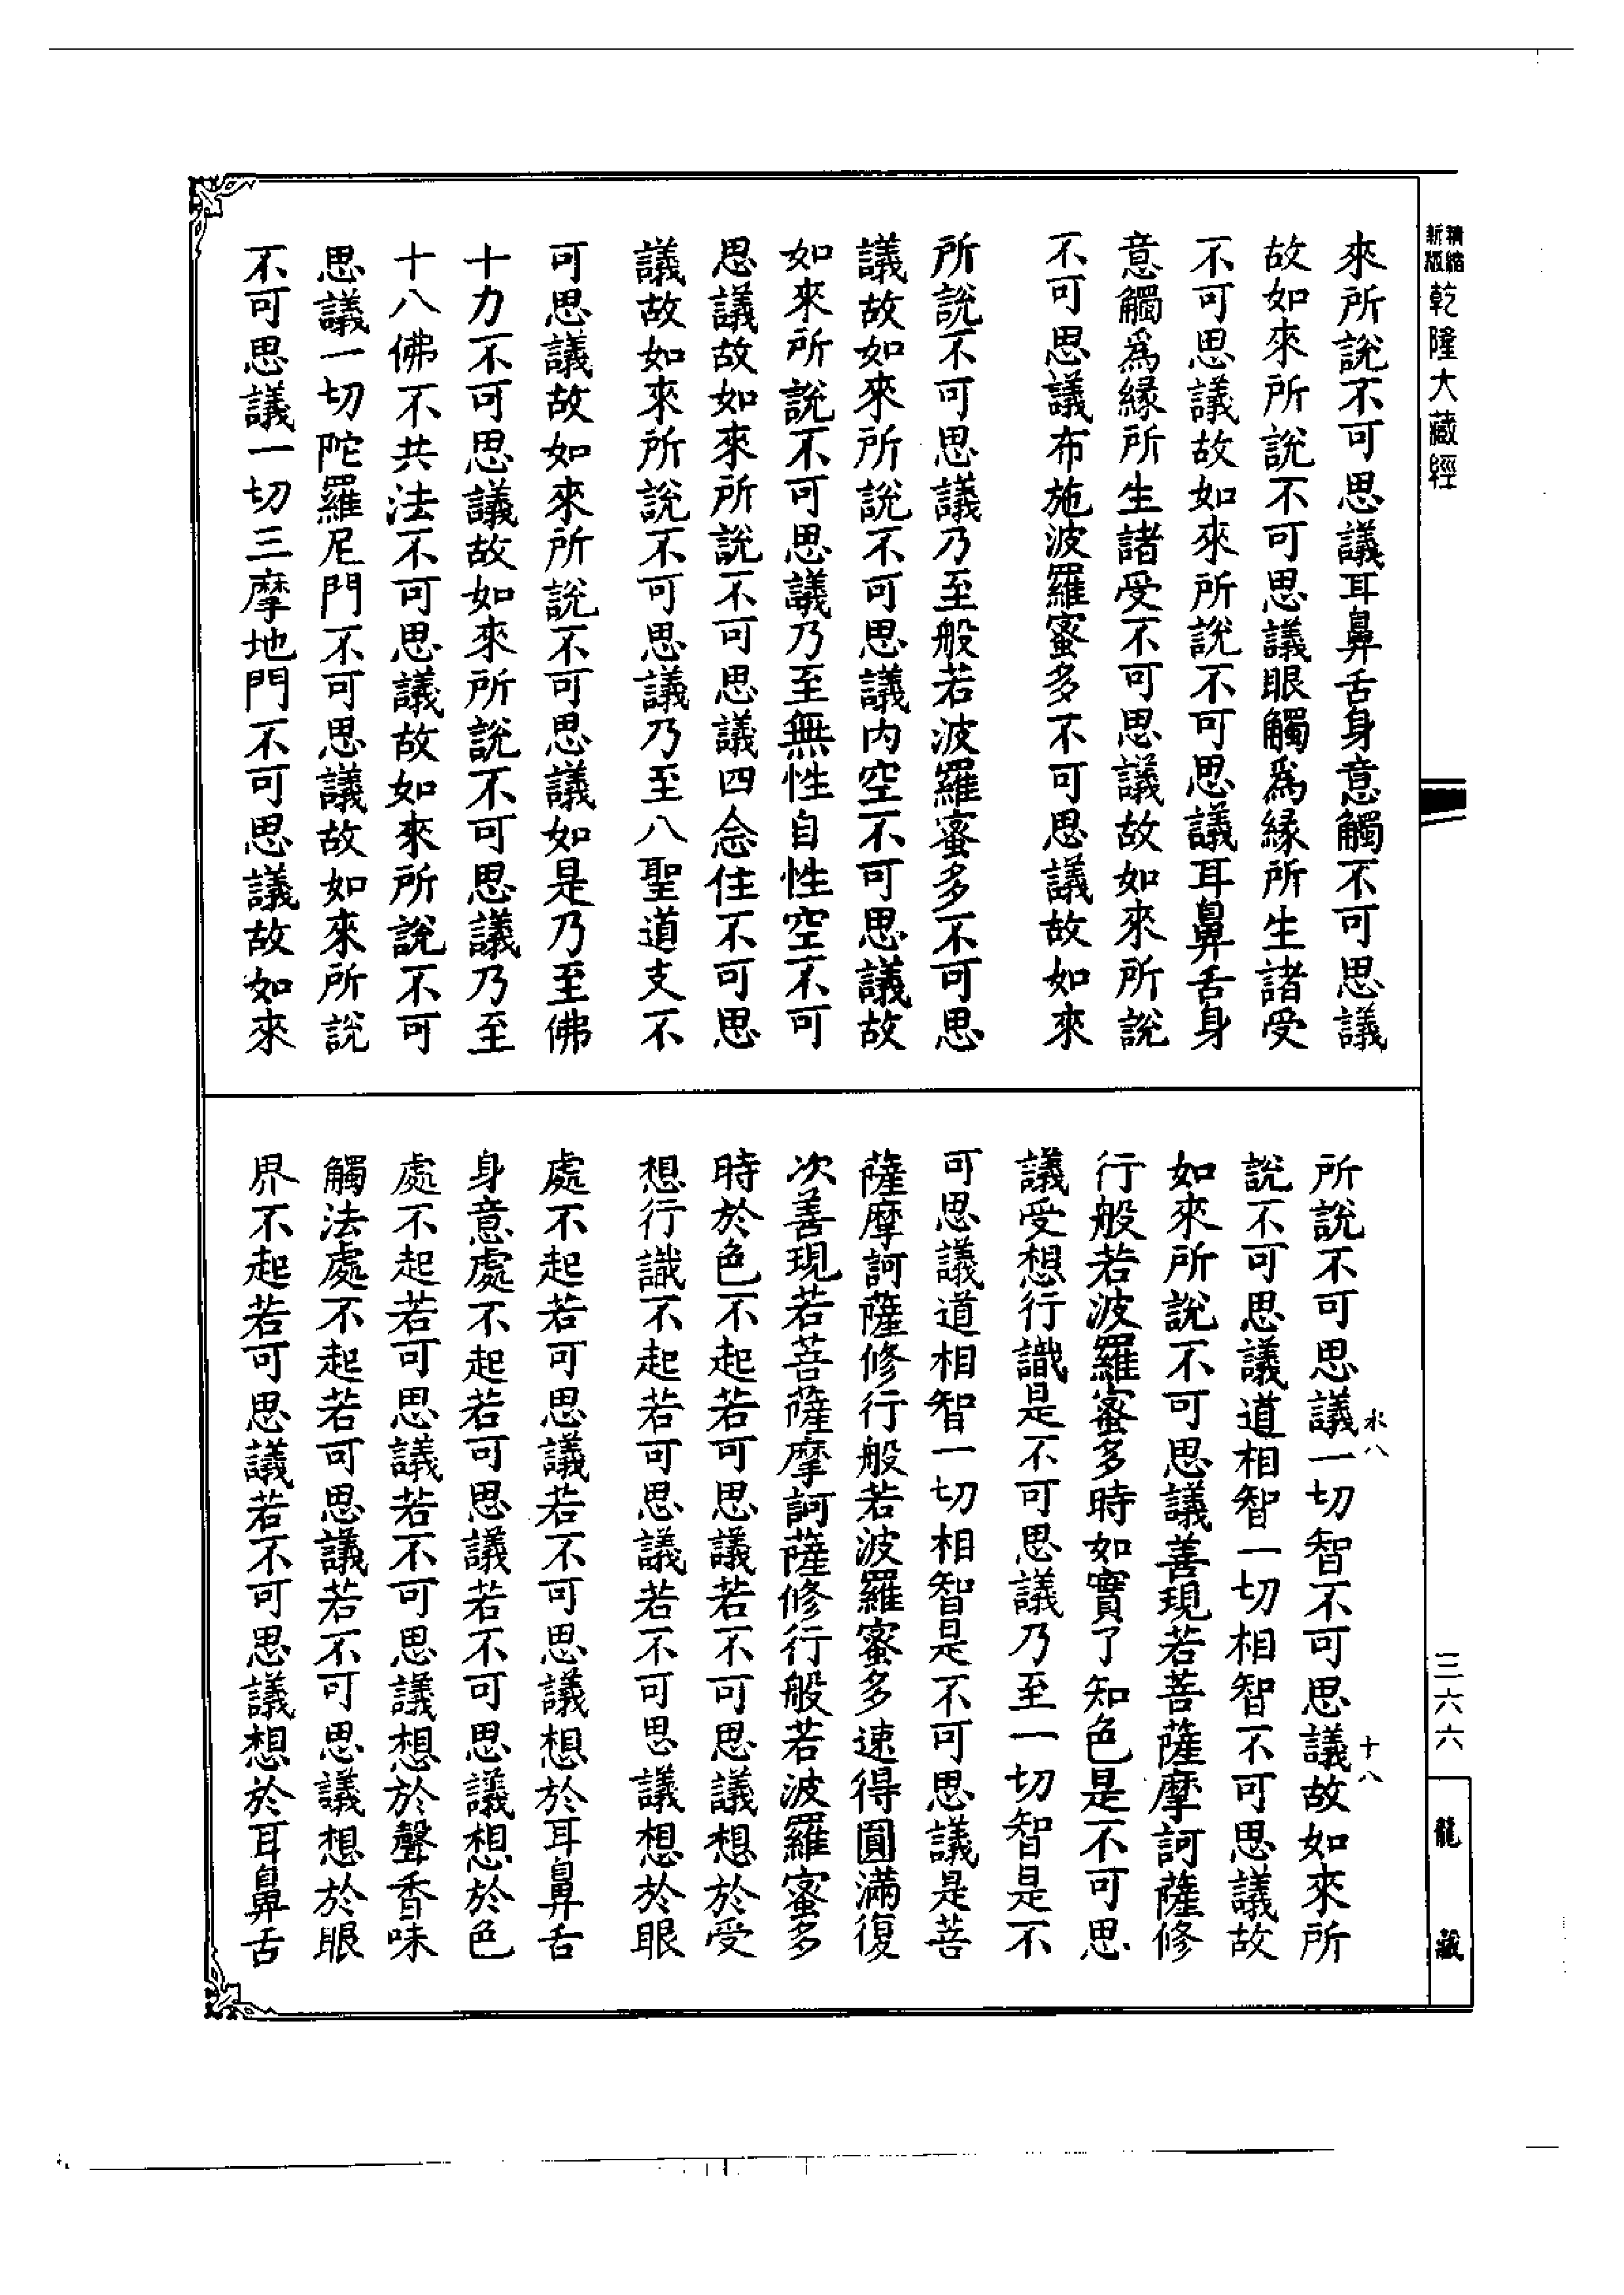 精縮新版乾隆大藏經
來所說不可思議耳鼻舌身意觸不可思議
故如來所說不可思議眼觸爲緣所生諸受
不可思議故如來所說不可思議耳鼻舌身
意觸爲緣所生諸受不可思議故如來所說
不可思議布施波羅蜜多不可思議故如來
所說不可思議乃至般若波羅蜜多不可思
議故如來所說不可思議內空不可思議故
如來所說不可思議乃至無性自性空不可
思議故如來所說不可思議四念住不可思
議故如來所說不可思議乃至八聖道支不
可思議故如來所說不可思議如是乃至佛
十力不可思議故如來所說不可思議乃至
十八佛不共法不可思議故如來所說不可
思議一切陀羅尼門不可思議故如來所說
不可思議一切三摩地門不可思議故如來
所說不可思議一切智不可思議故如來所
說不可思議道相智一切相智不可思議故
如來所說不可思議善現若菩薩摩訶薩修
行般若波羅蜜多時如實了知色是不可思
議受想行識是不可思議乃至一切智是不
可思議道相智一切相智是不可思議是菩
薩摩訶薩修行般若波羅蜜多速得圓滿復
次善現若菩薩摩訶薩修行般若波羅蜜多
時於色不起若可思議若不可思議想於受
想行識不起若可思議若不可思議想於眼
處不起若可思議若不可思議想於耳鼻舌
身意處不起若可思議若不可思議想於色
處不起若可思議若不可思議想於聲香味
觸法處不起若可思議若不可思議想於眼
界不起若可思議若不可思議想於耳鼻舌
水八
十八
三六六
龍藏